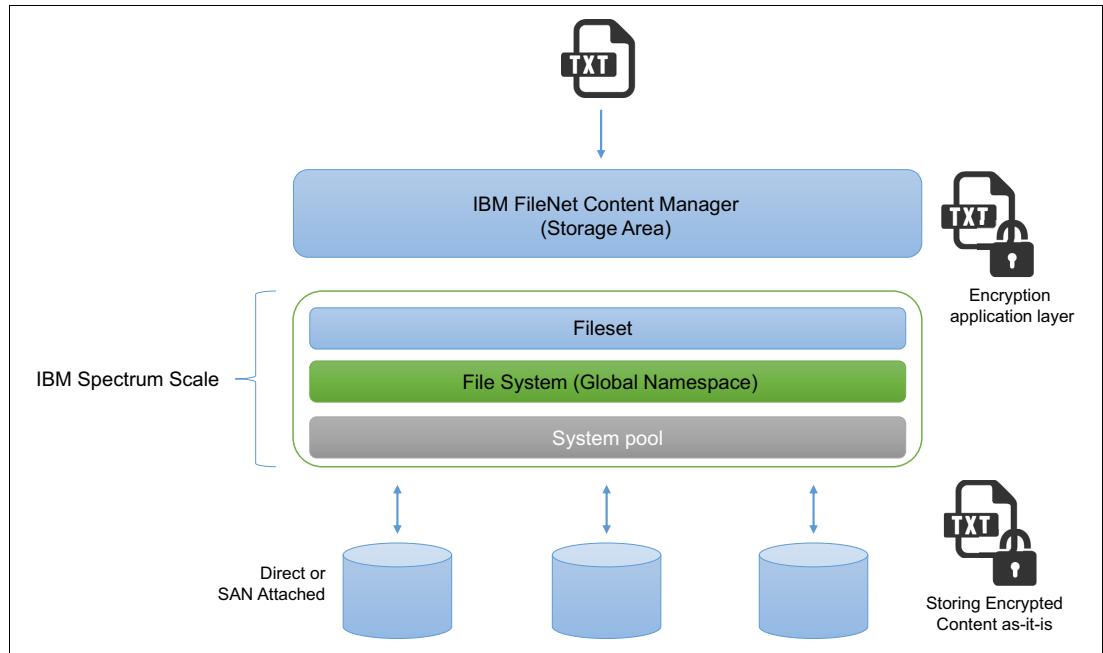 TXT
IBM FileNet Content Manager
(Storage Area)
TXT
Encryption
application layer
IBM Spectrum Scale
Fileset
File System (Global Namespace)
System pool
TXT
Direct or
SAN Attached
Storing Encrypted
Content as-it-is